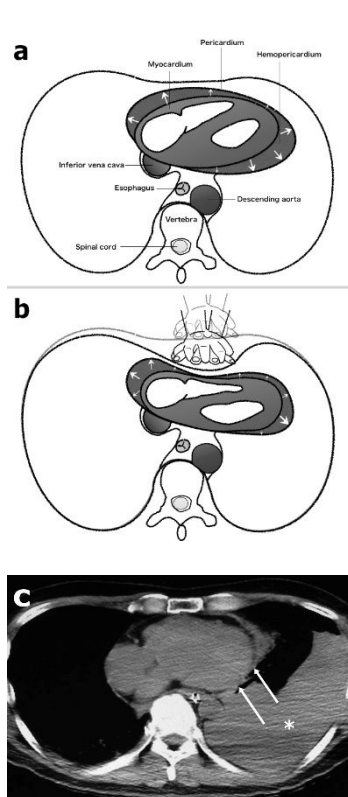 a
Pericardium
Hemopericardium
Myocardium
Inferior vena cava
Esophagus
Descending aorta
Vertebra
Spinal cord
b
c
*